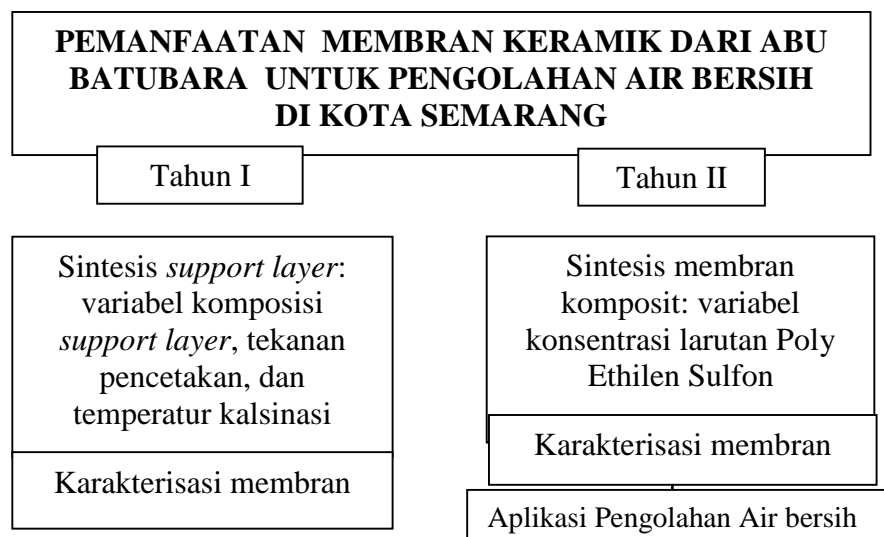 PEMANFAATAN MEMBRAN KERAMIK DARI ABU
BATUBARA UNTUK PENGOLAHAN AIR BERSIH
DI KOTA SEMARANG
Tahun I
Tahun II
Sintesis support layer:
variabel komposisi
support layer, tekanan
pencetakan, dan
temperatur kalsinasi
Karakterisasi membran
Sintesis membran
komposit: variabel
konsentrasi larutan Poly
Ethilen Sulfon
Karakterisasi membran
Aplikasi Pengolahan Air bersih